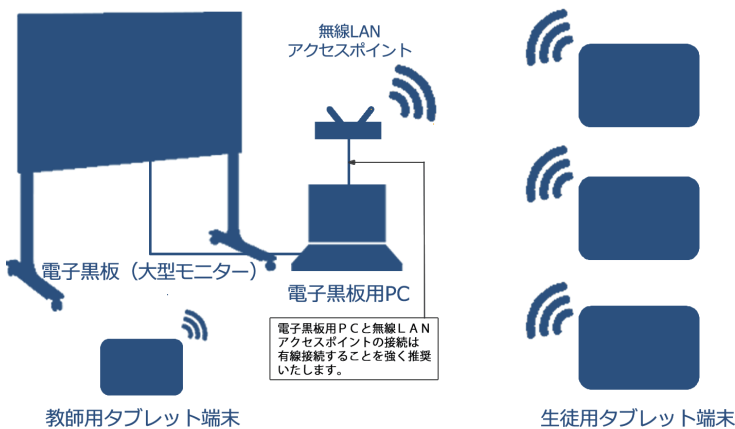 無線LAN
アクセスポイント
電子黒板（大型モニター）
電子黒板用PC
電子黒板用ＰＣと無線ＬＡＮ
アクセスポイントの接続は
有線接続することを強く推奨
いたします。
教師用タブレット端末
生徒用タブレット端末